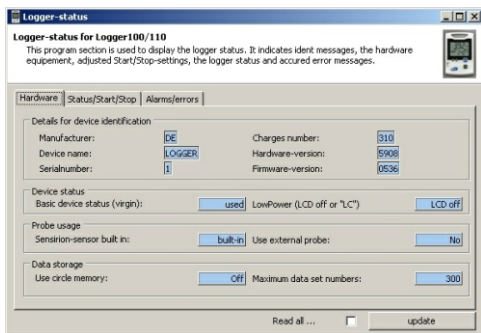 Logger-status
Logger-status for Logger100/110
This program section is used to display the logger status. It indicates ident messages, the hardware
equipement, adjusted Start/Stop-settings, the logger status and accured error messages.
Hardware Status/Start/Stop Alarms/errors
Details for device identification
Manufacturer: DE Charges number: 310
Device name: LOGGER Hardware-version: 5908
Serialnumber: 1 Firmware-version: 0536
Device status
Basic device status (virgin): used LowPower (LCD off or "LC") LCD off
Probe usage
Sensirion-sensor built in: built-in Use external probe: No
Data storage
Use circle memory: Off Maximum data set numbers: 300
Read all ... update